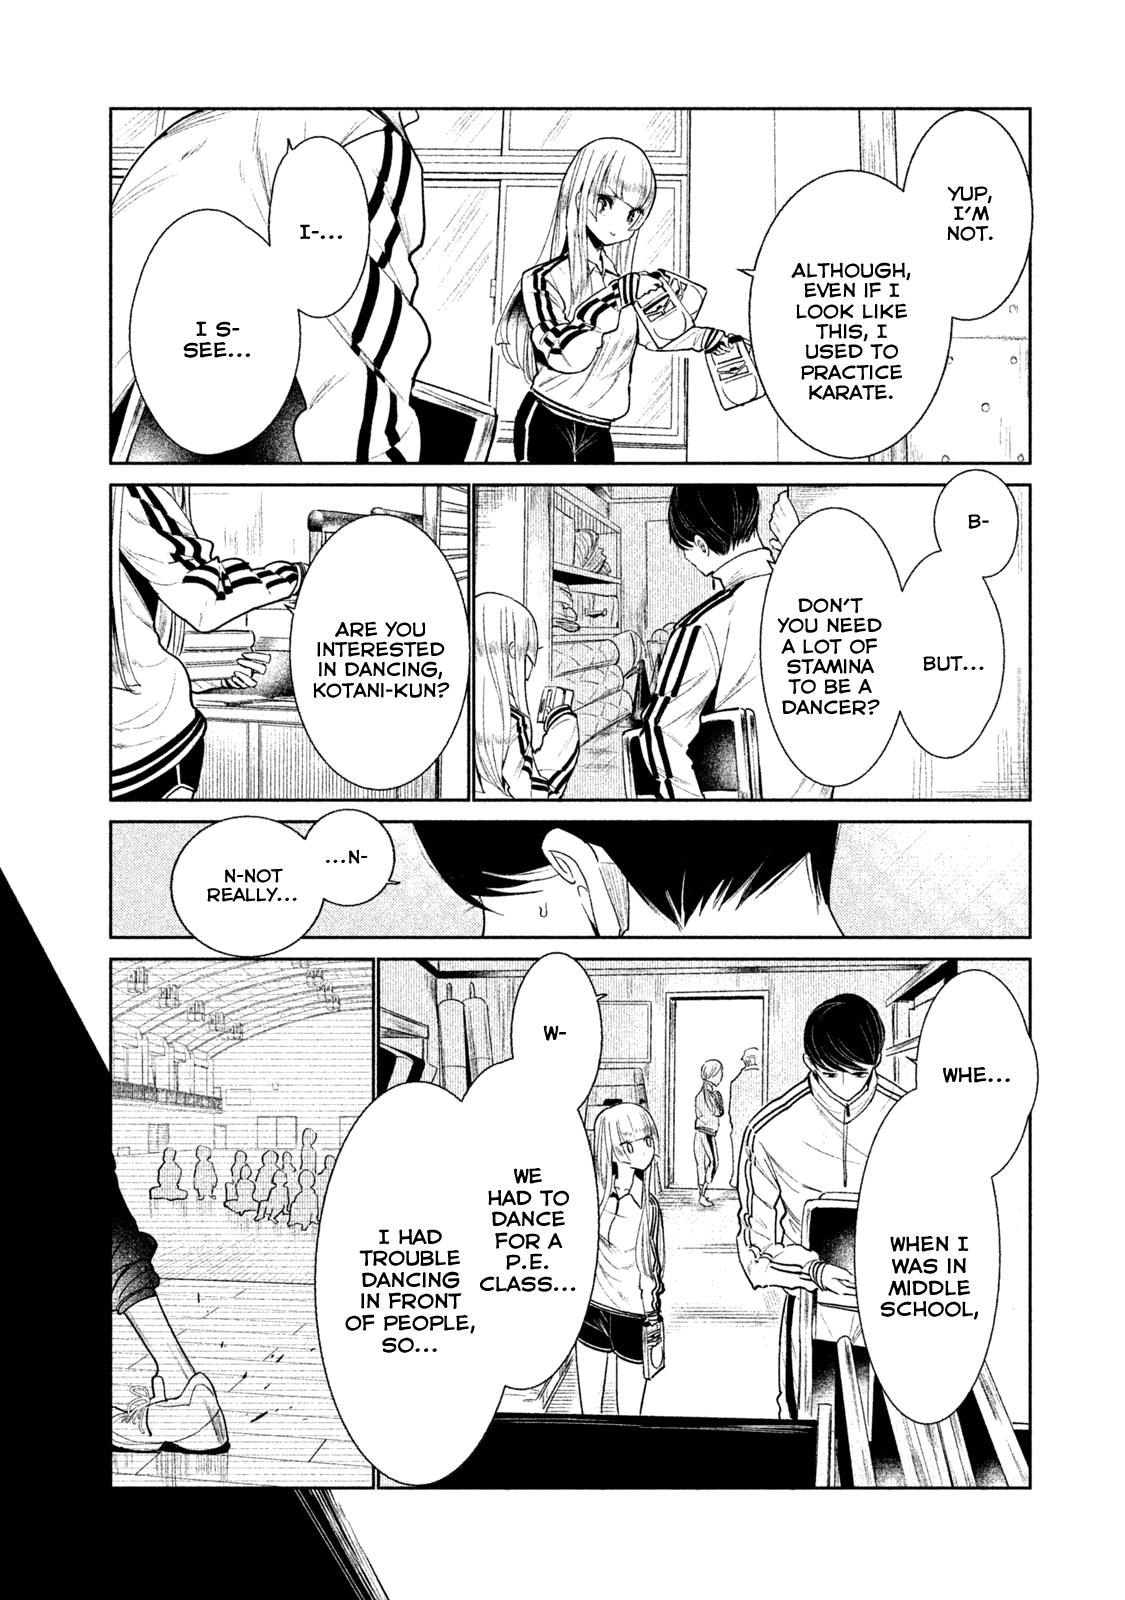 YUP,
I'M
NOT.
ALTHOUGH,
EVEN IF I
LOOK LIKE
THIS, I
USED TO
PRACTICE
KARATE.
I-...
I S-
SEE...
B-
BUT...
DON'T
YOU NEED
A LOT OF
STAMINA
TO BE A
DANCER?
ARE YOU
INTERESTED
IN DANCING,
KOTANI-KUN?
...N-
N-NOT
REALLY...
WHE...
WHEN I
WAS IN
MIDDLE
SCHOOL,
W-
WE
HAD TO
DANCE
FOR A
P.E.
CLASS...
I HAD
TROUBLE
DANCING
IN FRONT
OF PEOPLE,
SO...